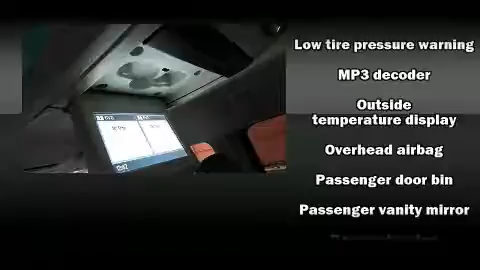 Low tire pressure warning
MP3 decoder
Outside
temperature display
Overhead airbag
Passenger door bin
Passenger vanity mirror